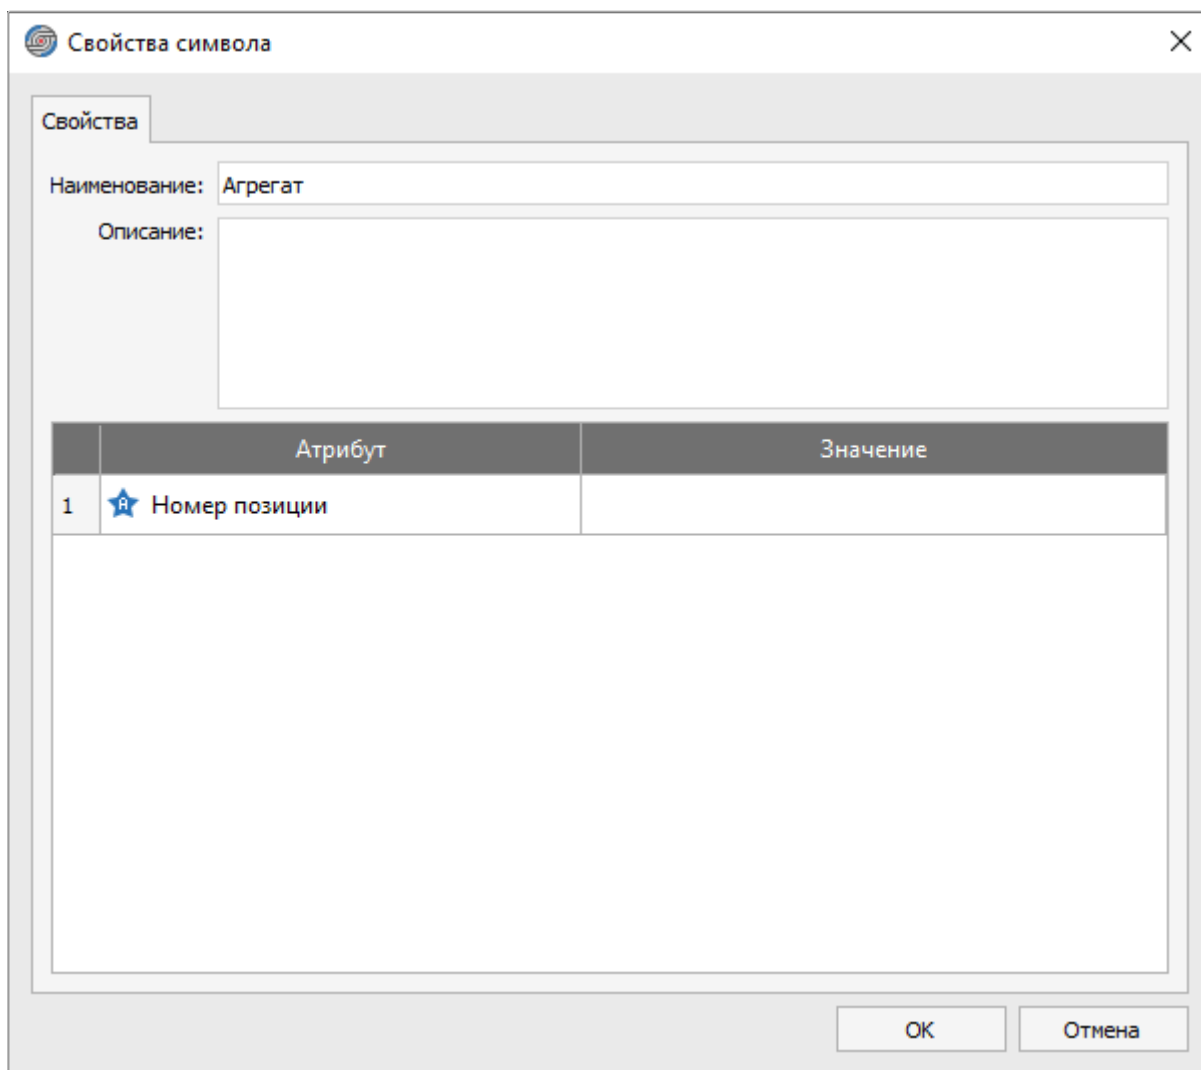 Свойства символа
Свойства
Наименование: Агрегат
Описание:
Атрибут Значение
1 A Номер позиции
OK Отмена